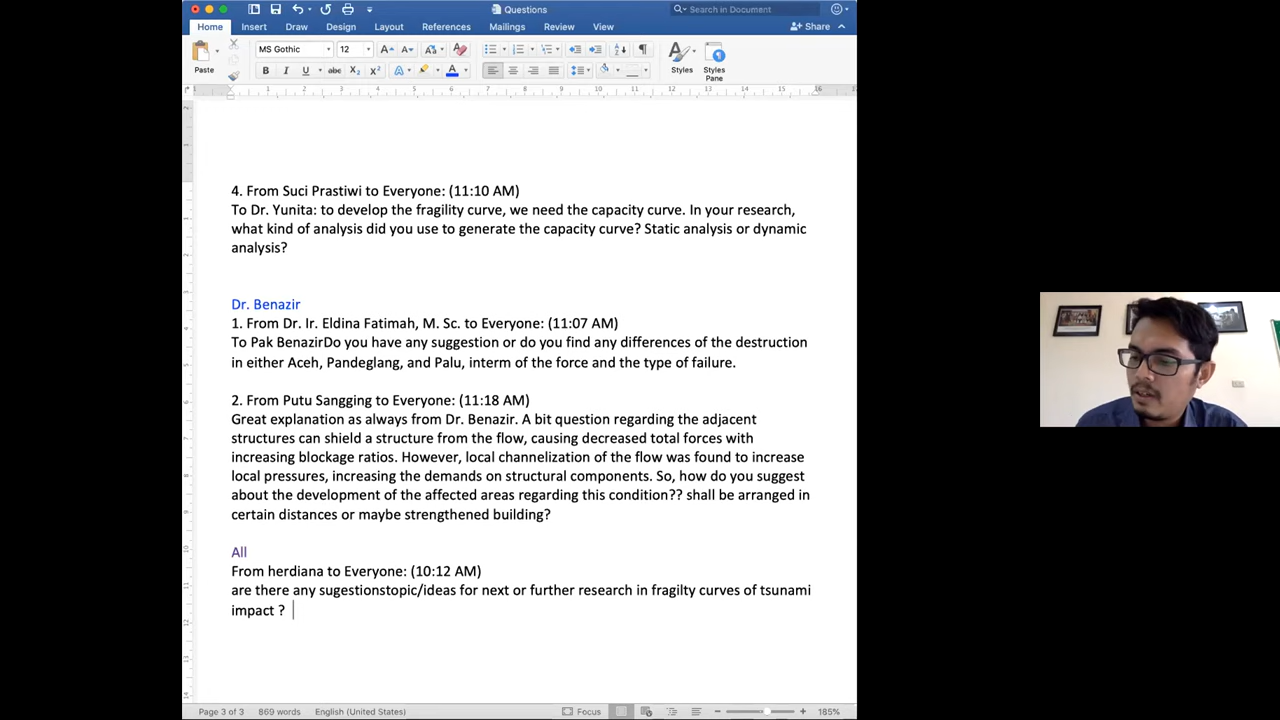 Questions
Search in Document
Home Insert Draw Design Layout References Mailings Review View Share
Paste MS Gothic 12 Styles Styles Pane
4. From Suci Prastiwi to Everyone: (11:10 AM)
To Dr. Yunita: to develop the fragility curve, we need the capacity curve. In your research,
what kind of analysis did you use to generate the capacity curve? Static analysis or dynamic
analysis?
Dr. Benazir
1. From Dr. Ir. Eldina Fatimah, M. Sc. to Everyone: (11:07 AM)
To Pak BenazirDo you have any suggestion or do you find any differences of the destruction
in either Aceh, Pandeglang, and Palu, interm of the force and the type of failure.
2. From Putu Sangging to Everyone: (11:18 AM)
Great explanation as always from Dr. Benazir. A bit question regarding the adjacent
structures can shield a structure from the flow, causing decreased total forces with
increasing blockage ratios. However, local channelization of the flow was found to increase
local pressures, increasing the demands on structural components. So, how do you suggest
about the development of the affected areas regarding this condition?? shall be arranged in
certain distances or maybe strengthened building?
All
From herdiana to Everyone: (10:12 AM)
are there any sugestionstopic/ideas for next or further research in fragilty curves of tsunami
impact ?
Page 3 of 3 869 words English (United States) Focus 185%